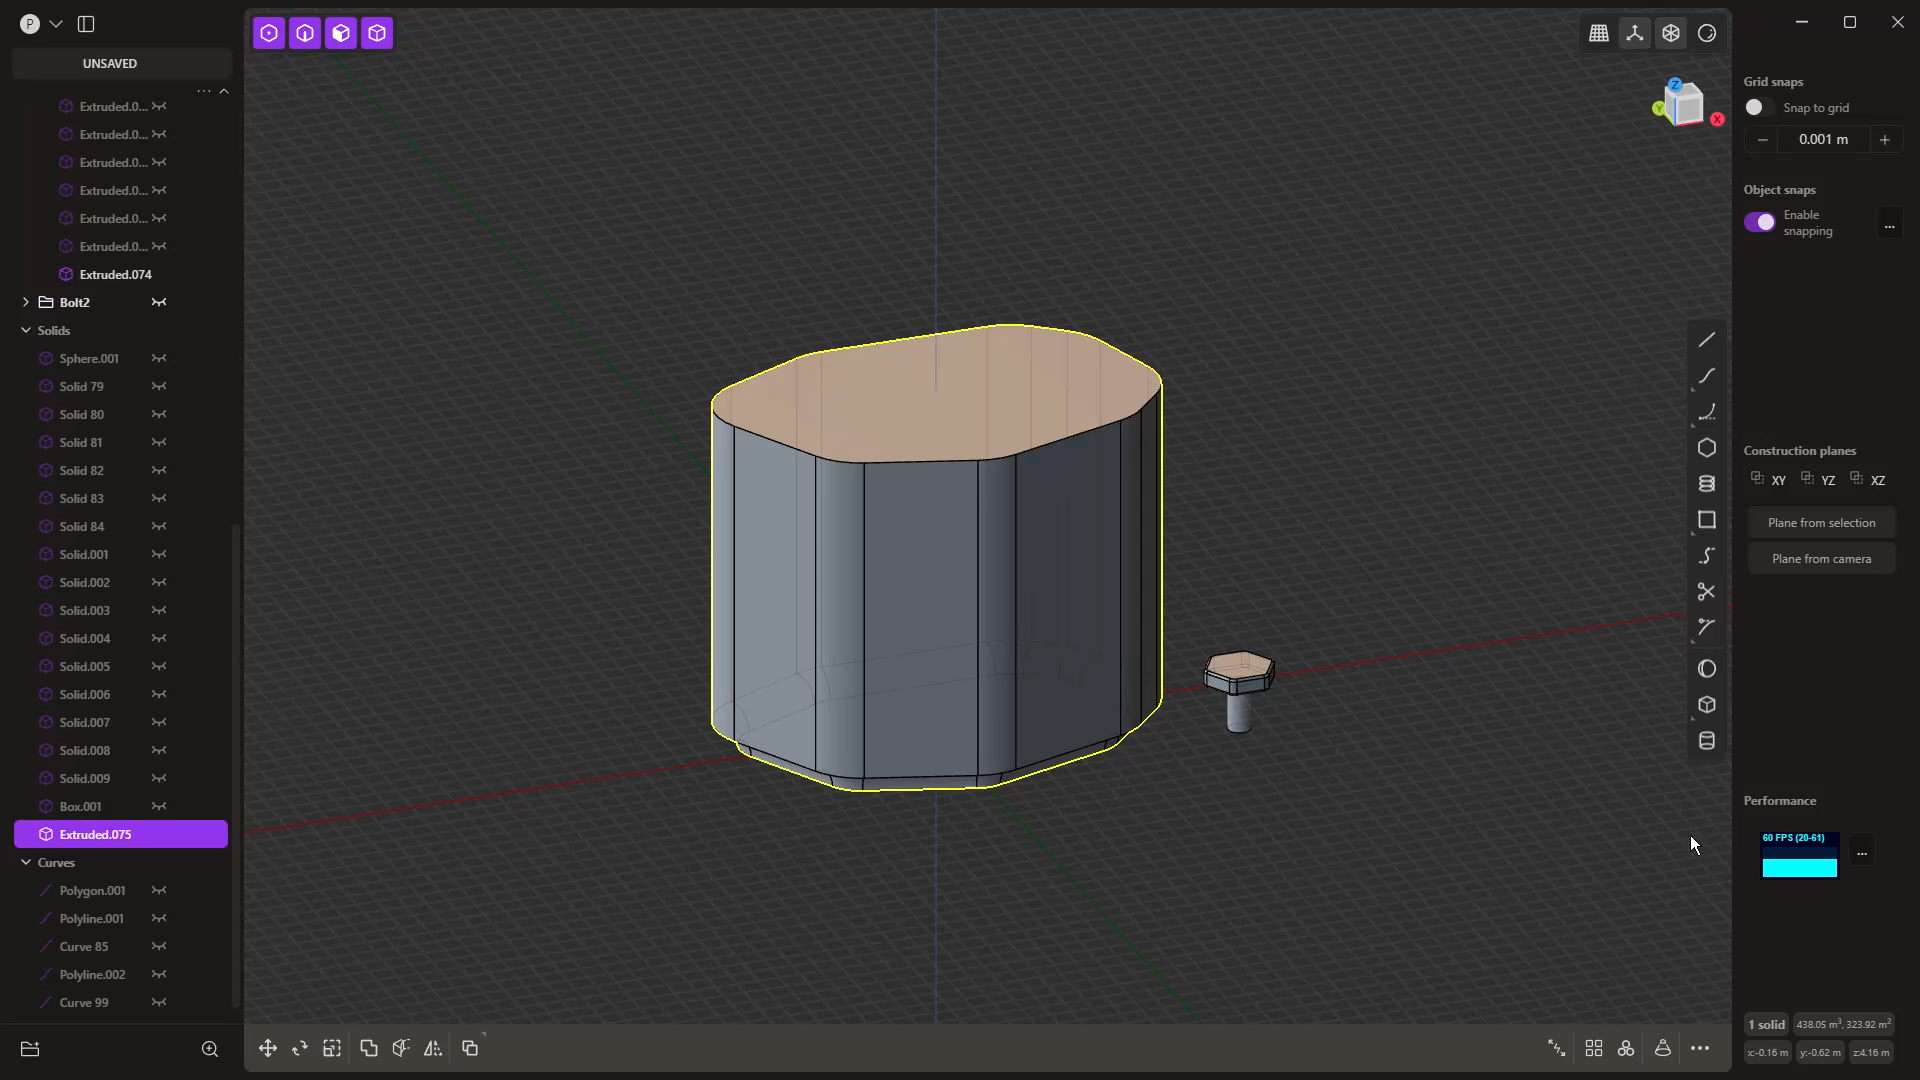 P
UNSAVED
...
Extruded.0...
Extruded.0...
Extruded.0...
Extruded.0...
Extruded.0...
Extruded.0...
Extruded.074
Bolt2
Solids
Sphere.001
Solid 79
Solid 80
Solid 81
Solid 82
Solid 83
Solid 84
Solid.001
Solid.002
Solid.003
Solid.004
Solid.005
Solid.006
Solid.007
Solid.008
Solid.009
Box.001
Extruded.075
Curves
Polygon.001
Polyline.001
Curve 85
Polyline.002
Curve 99
Z
Y
X
Grid snaps
Snap to grid
0.001 m
Object snaps
Enable
snapping
...
Construction planes
XY YZ XZ
Plane from selection
Plane from camera
Performance
60 FPS (20-61)
...
1 solid 438.05 m³, 323.92 m²
x:-0.16 m y:-0.62 m z:4.16 m